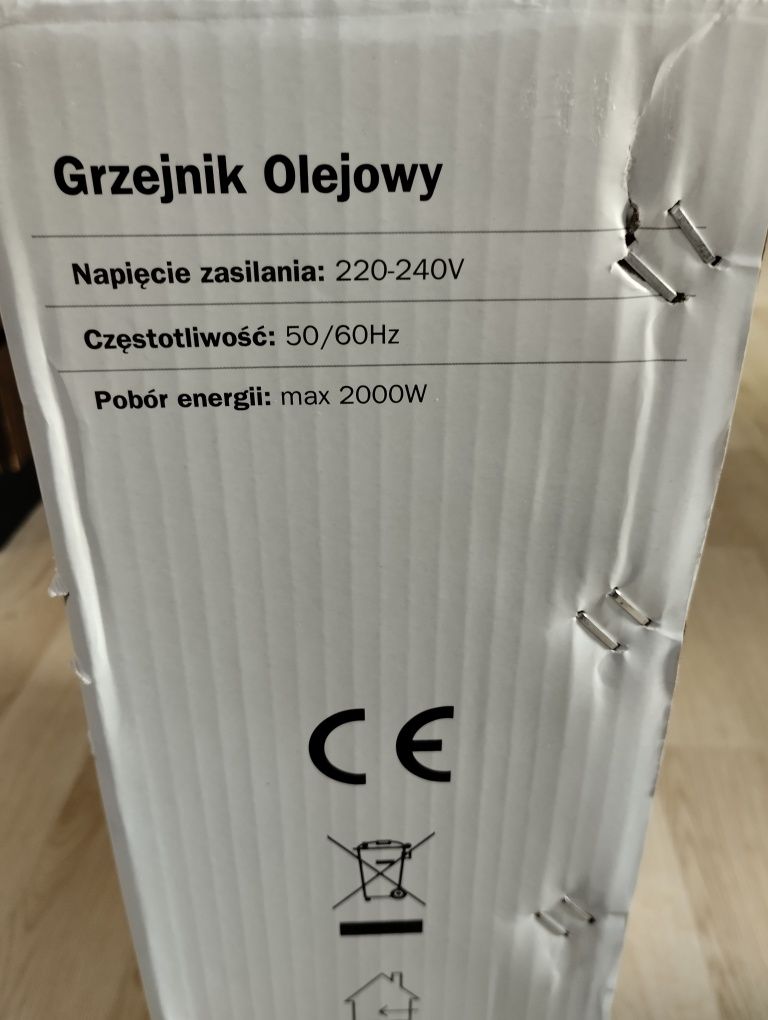 Grzejnik Olejowy
Napięcie zasilania: 220-240V
Częstotliwość: 50/60Hz
Pobór energii: max 2000W
CE